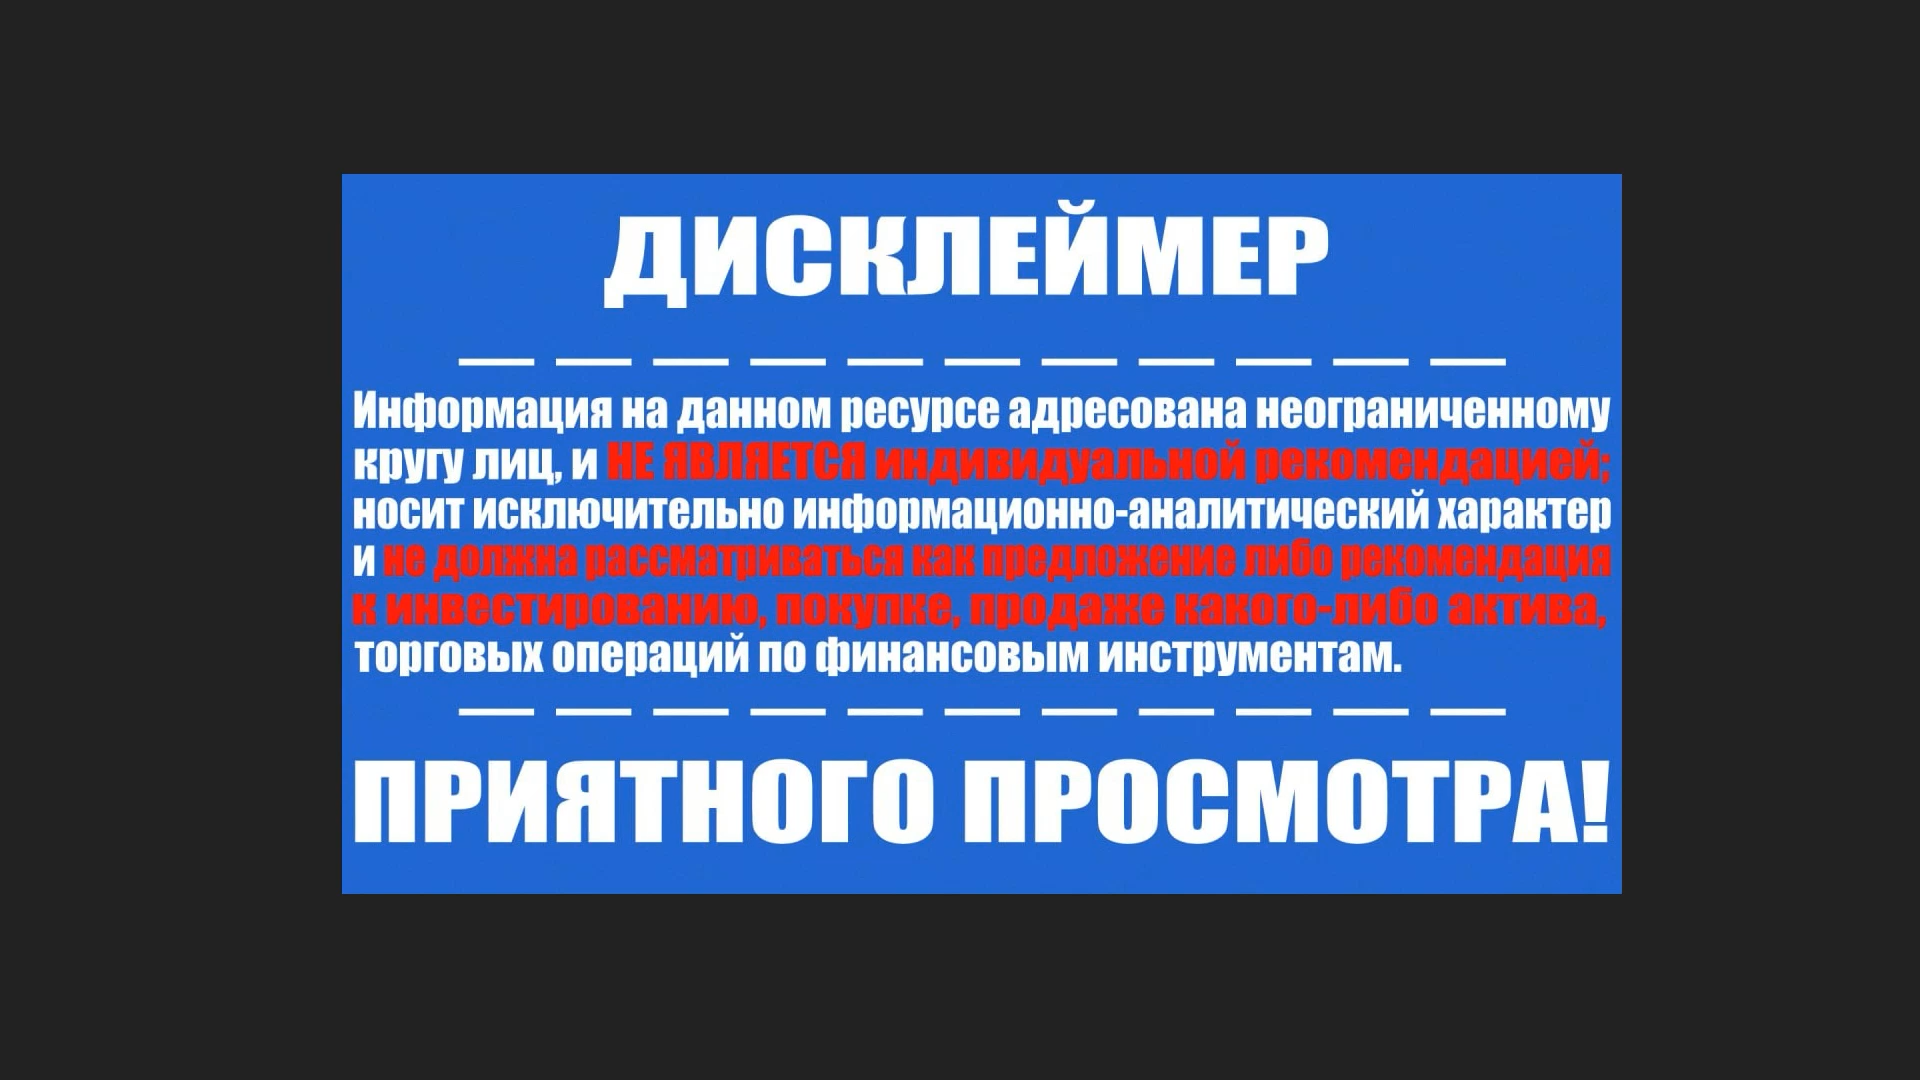 ДИСКЛЕЙМЕР
— — — — — — — — — — —
Информация на данном ресурсе адресована неограниченному
кругу лиц, и НЕ ЯВЛЯЕТСЯ индивидуальной рекомендацией;
носит исключительно информационно-аналитический характер
и не должна рассматриваться как предложение либо рекомендация
к инвестированию, покупке, продаже какого-либо актива,
торговых операций по финансовым инструментам.
— — — — — — — — — — —
ПРИЯТНОГО ПРОСМОТРА!